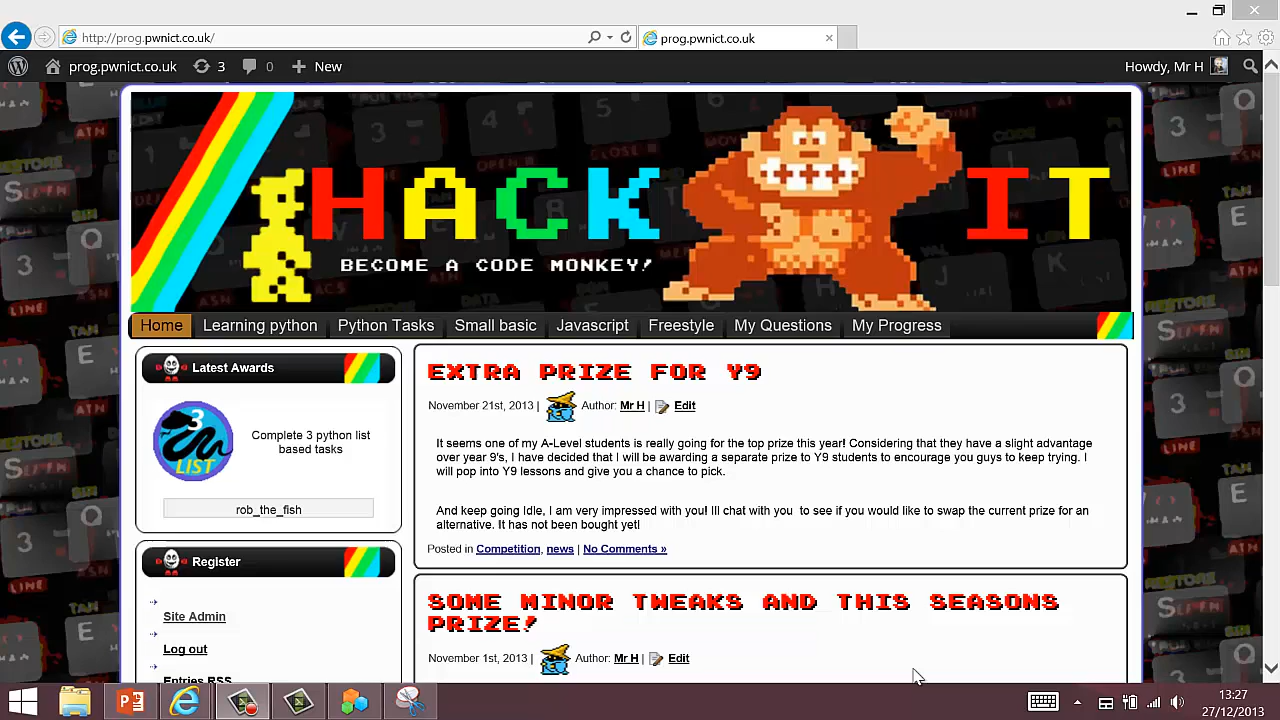 http://prog.pwnict.co.uk/
prog.pwnict.co.uk
prog.pwnict.co.uk 3 0 New Howdy, Mr H
HACK IT
BECOME A CODE MONKEY!
Home Learning python Python Tasks Small basic Javascript Freestyle My Questions My Progress
Latest Awards
3
LIST
Complete 3 python list
based tasks
rob_the_fish
Register
Site Admin
Log out
Entries RSS
EXTRA PRIZE FOR Y9
November 21st, 2013 | Author: Mr H | Edit
It seems one of my A-Level students is really going for the top prize this year! Considering that they have a slight advantage
over year 9's, I have decided that I will be awarding a separate prize to Y9 students to encourage you guys to keep trying. I
will pop into Y9 lessons and give you a chance to pick.
And keep going Idle, I am very impressed with you! Ill chat with you to see if you would like to swap the current prize for an
alternative. It has not been bought yet!
Posted in Competition, news | No Comments »
SOME MINOR TWEAKS AND THIS SEASONS
PRIZE!
November 1st, 2013 | Author: Mr H | Edit
13:27
27/12/2013